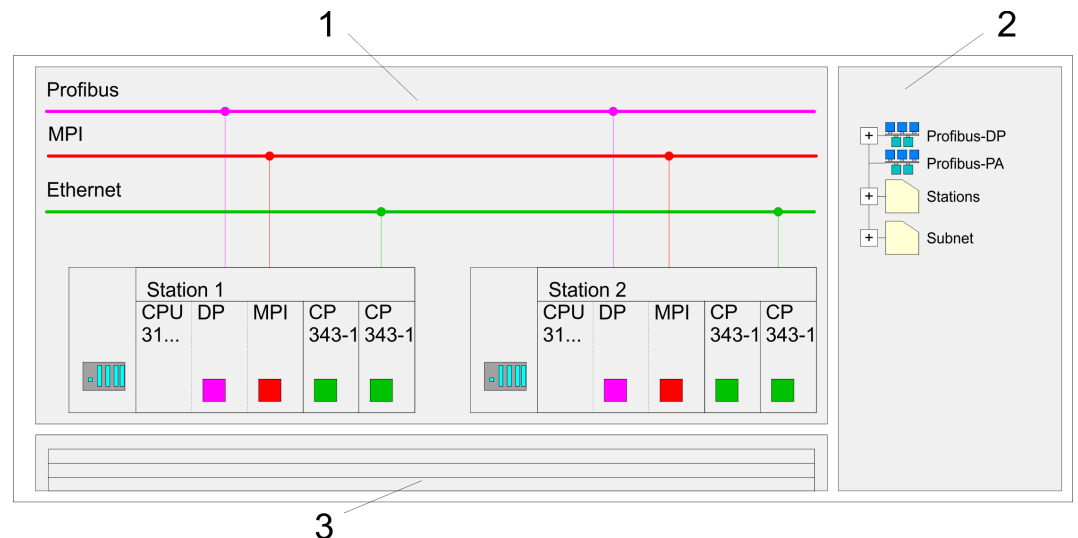 1
2
Profibus
MPI
Ethernet
Profibus-DP
Profibus-PA
Stations
Subnet
Station 1
CPU DP MPI CP CP
31... 343-1 343-1
Station 2
CPU DP MPI CP CP
31... 343-1 343-1
3